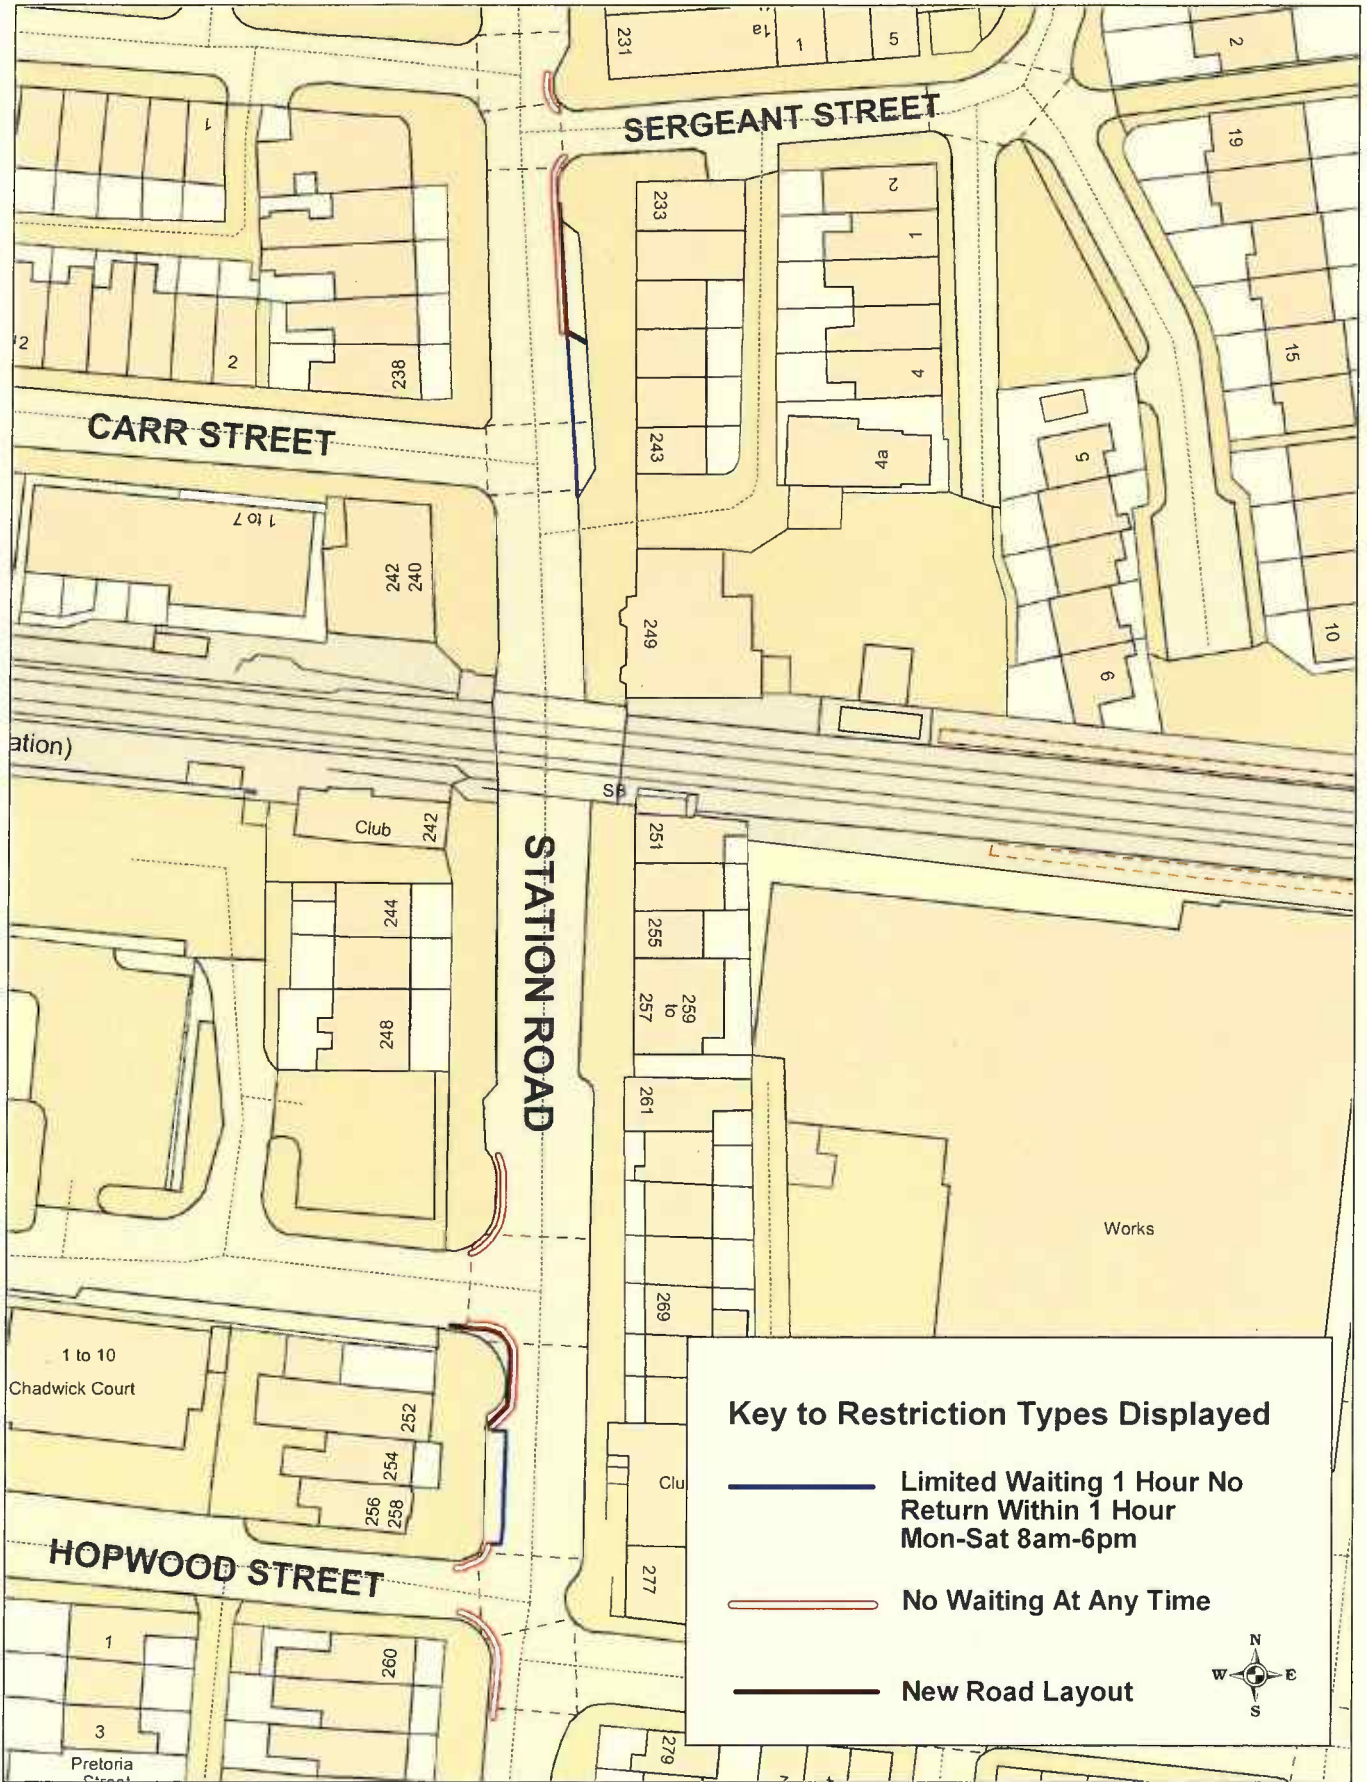 231
1a
1
5
2
SERGEANT STREET
1
19
233
2
1
2
2
238
4
15
CARR STREET
243
4a
5
1 to 7
242
240
249
10
6
ation)
SB
Club
242
251
STATION ROAD
244
255
248
259
to
257
261
Works
269
1 to 10
Chadwick Court
252
254
256
258
Clu
277
HOPWOOD STREET
1
260
3
Pretoria
Street
279
Key to Restriction Types Displayed
Limited Waiting 1 Hour No
Return Within 1 Hour
Mon-Sat 8am-6pm
No Waiting At Any Time
New Road Layout
N
W
E
S